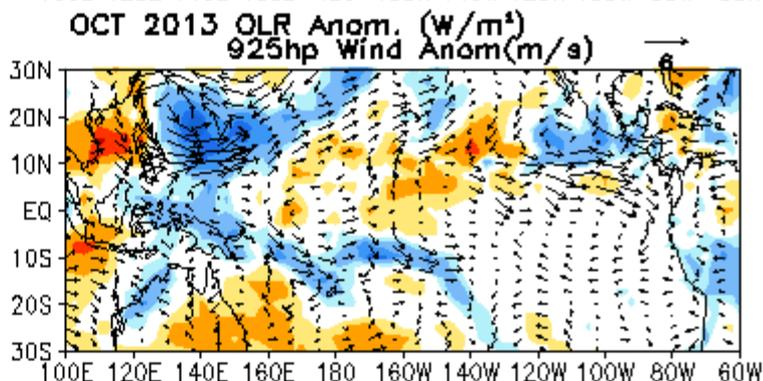 OCT 2013 OLR Anom. (W/m²)
925hp Wind Anom(m/s)
6
30N
20N
10N
EQ
10S
20S
30S
100E 120E 140E 160E 180 160W 140W 120W 100W 80W 60W